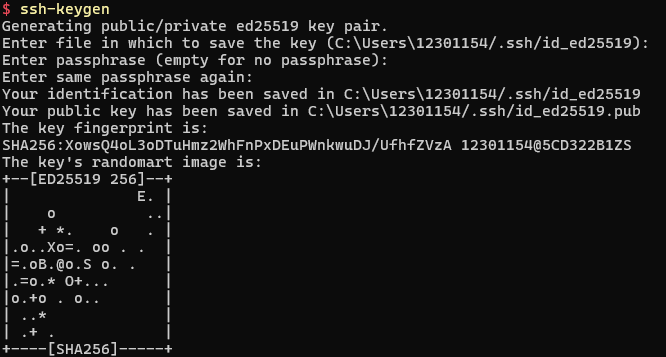 $ ssh-keygen
Generating public/private ed25519 key pair.
Enter file in which to save the key (C:\Users\12301154/.ssh/id_ed25519):
Enter passphrase (empty for no passphrase):
Enter same passphrase again:
Your identification has been saved in C:\Users\12301154/.ssh/id_ed25519
Your public key has been saved in C:\Users\12301154/.ssh/id_ed25519.pub
The key fingerprint is:
SHA256:XowsQ4oL3oDTuHmz2WhFnPxDEuPWnkwuDJ/UfhfZVzA 12301154@5CD322B1ZS
The key's randomart image is:
+--[ED25519 256]--+
|              E. |
|    o          ..|
|   + *.    o   . |
|.o..Xo=. oo . .  |
|=.oB.@o.S o. .   |
|.=o.* O+...      |
|o.+o . o..       |
| ..*             |
| .+ .            |
+----[SHA256]-----+